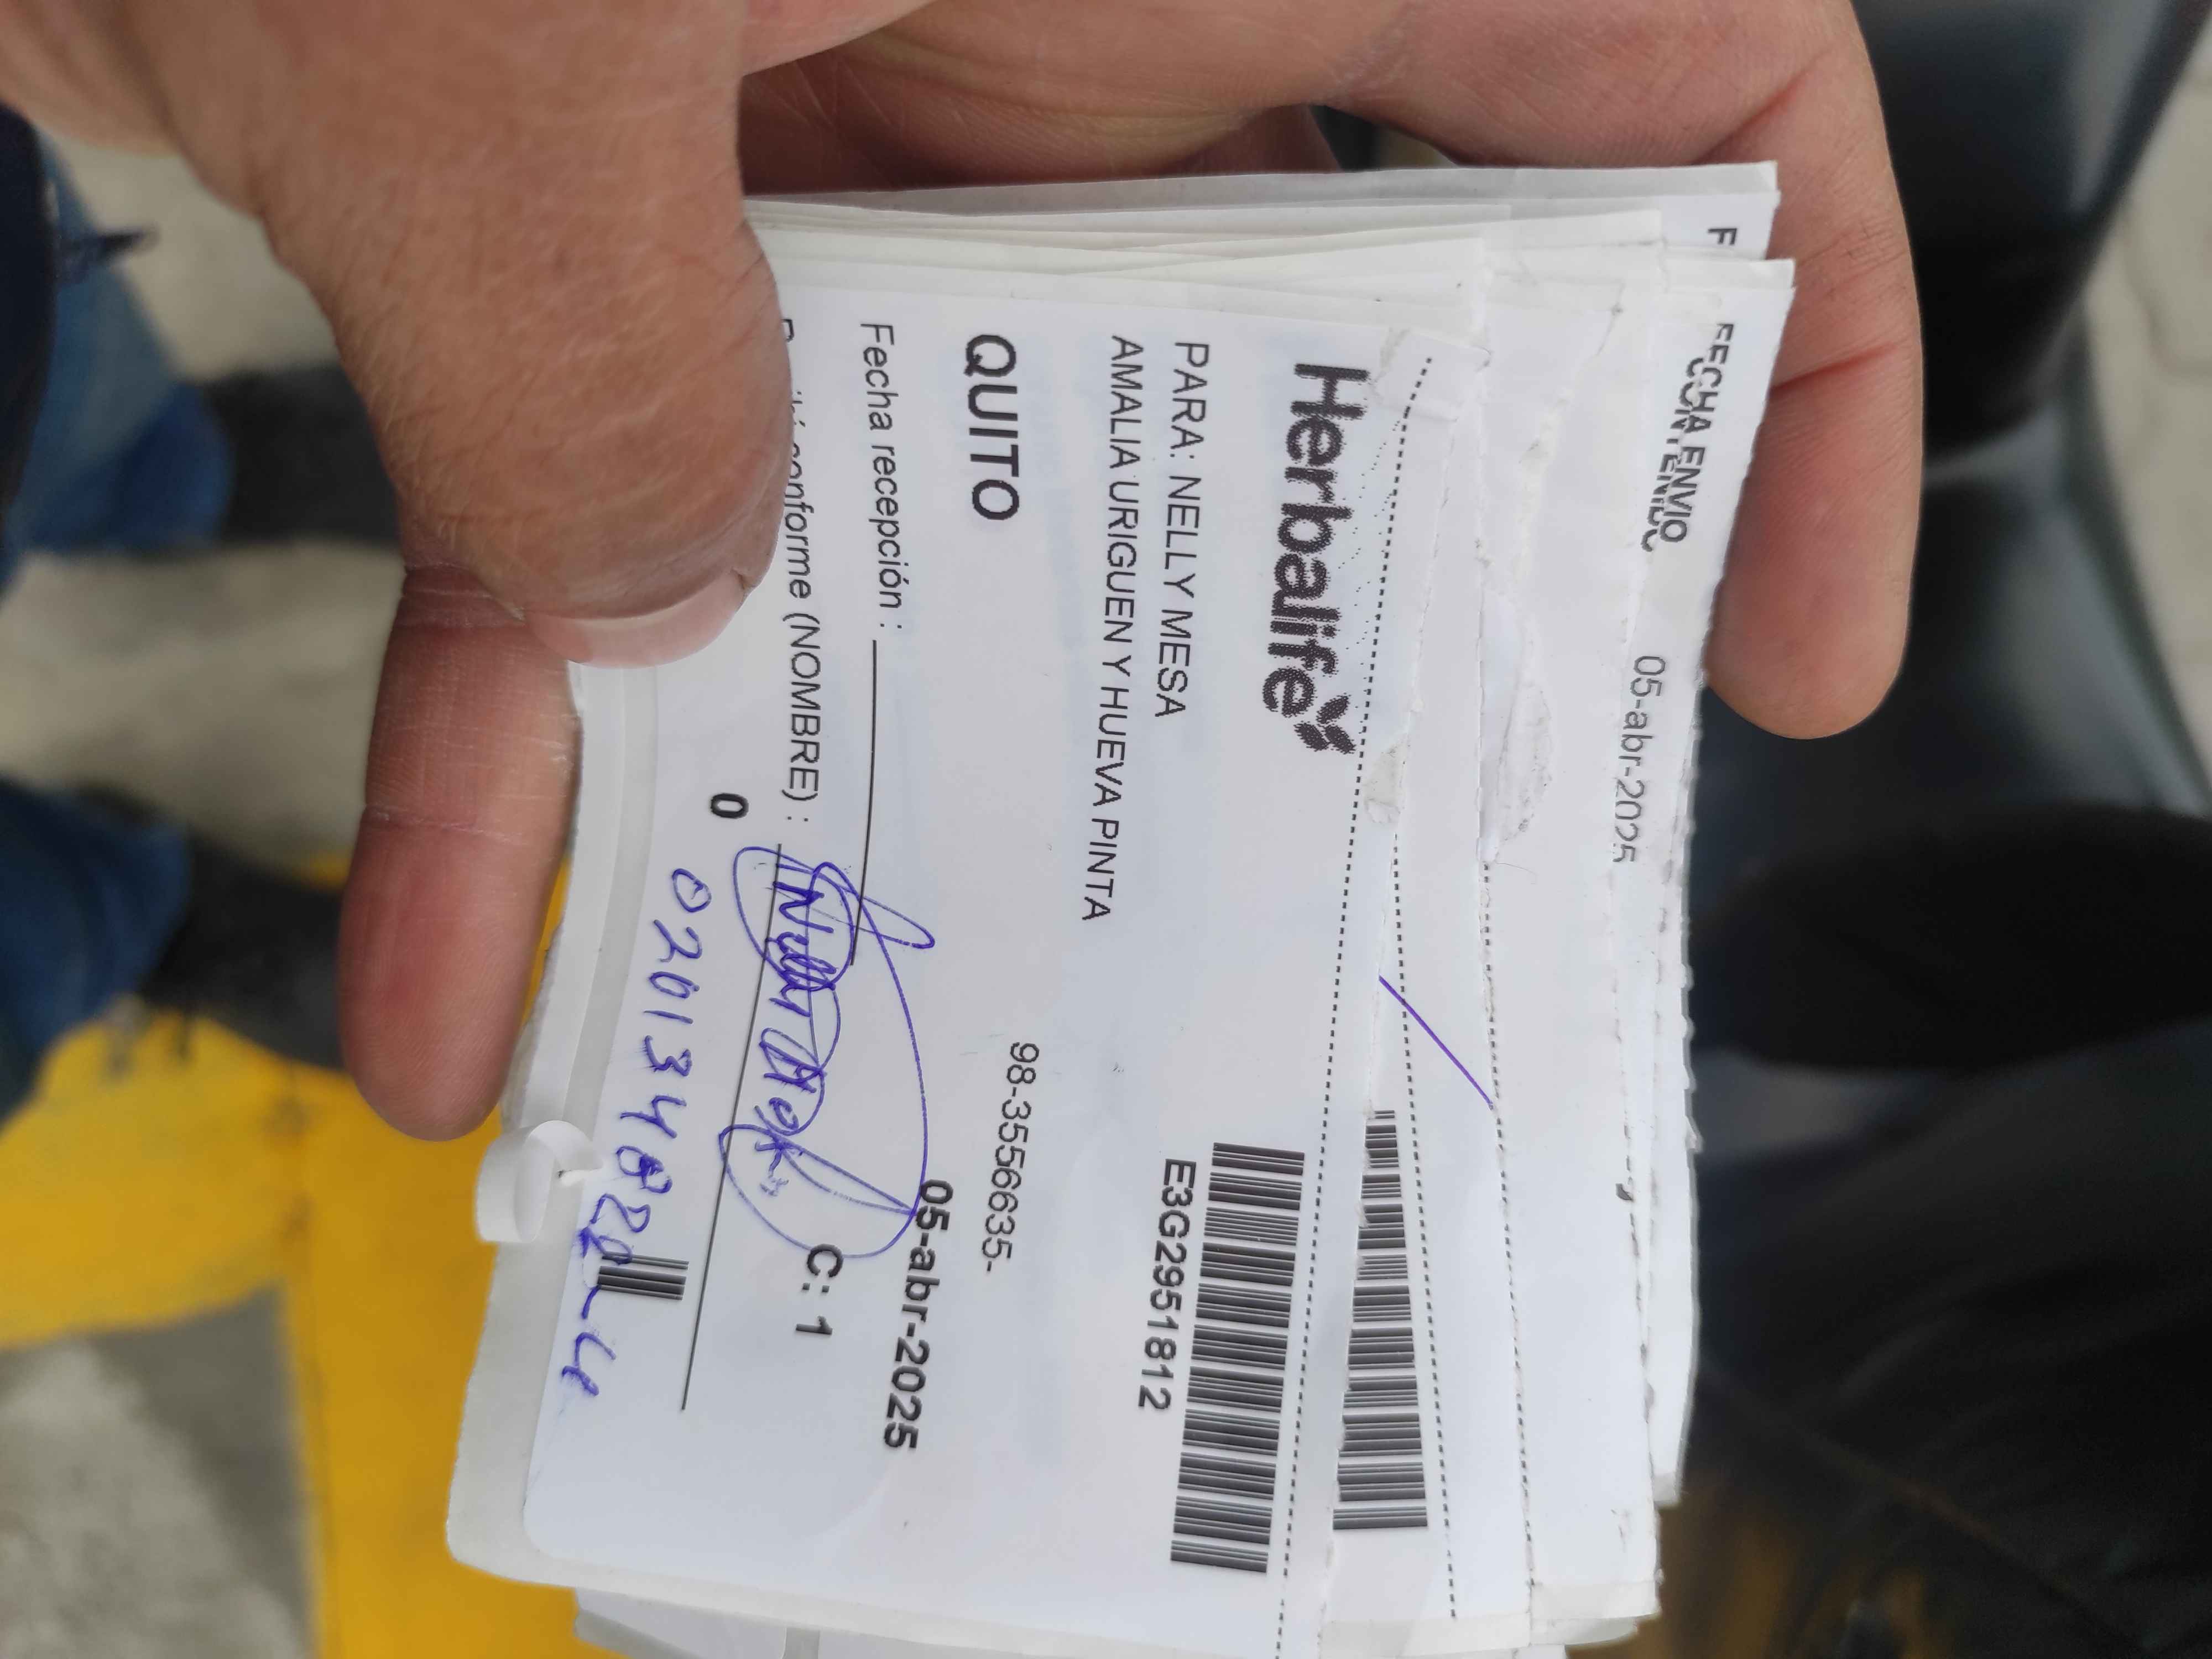 F
FECHA ENVIO
05-abr-2025
Herbalife
PARA: NELLY MESA
E3G2951812
AMALIA URIGUEN Y HUEVA PINTA
98-3556635-
QUITO
05-abr-2025
Fecha recepción :
C: 1
conforme (NOMBRE) : Nelly
0